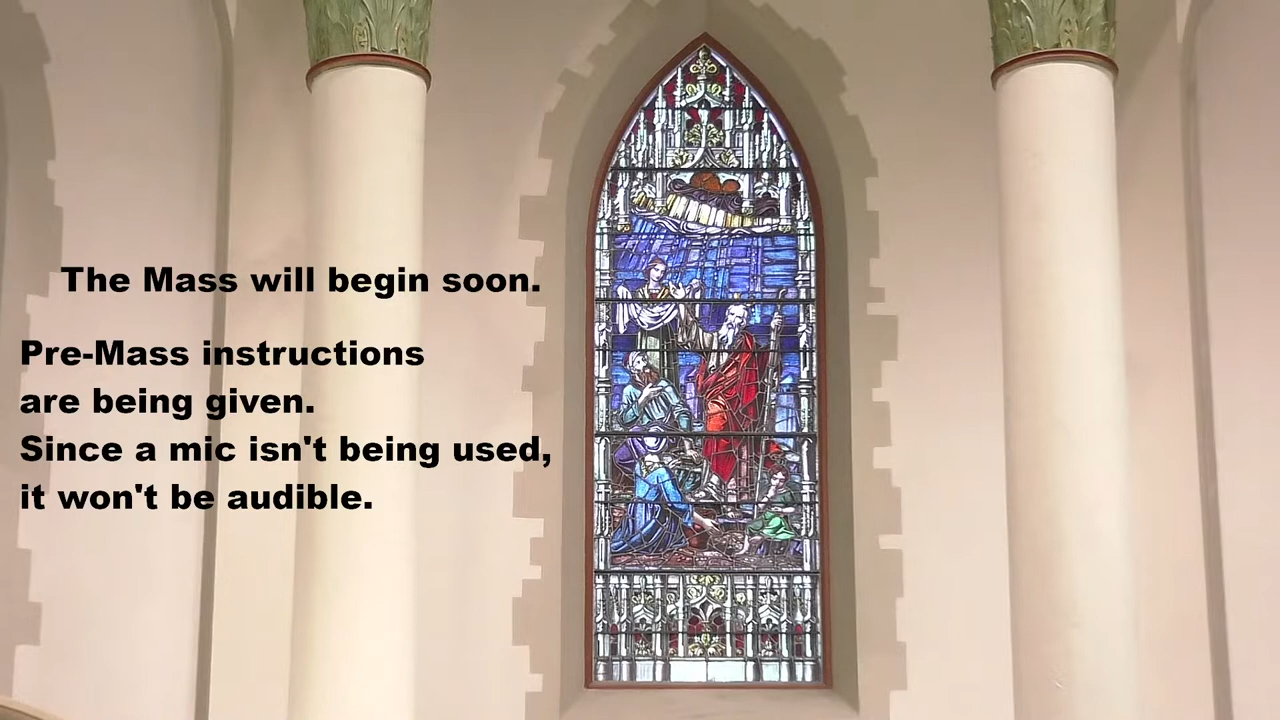 The Mass will begin soon.
Pre-Mass instructions
are being given.
Since a mic isn't being used,
it won't be audible.